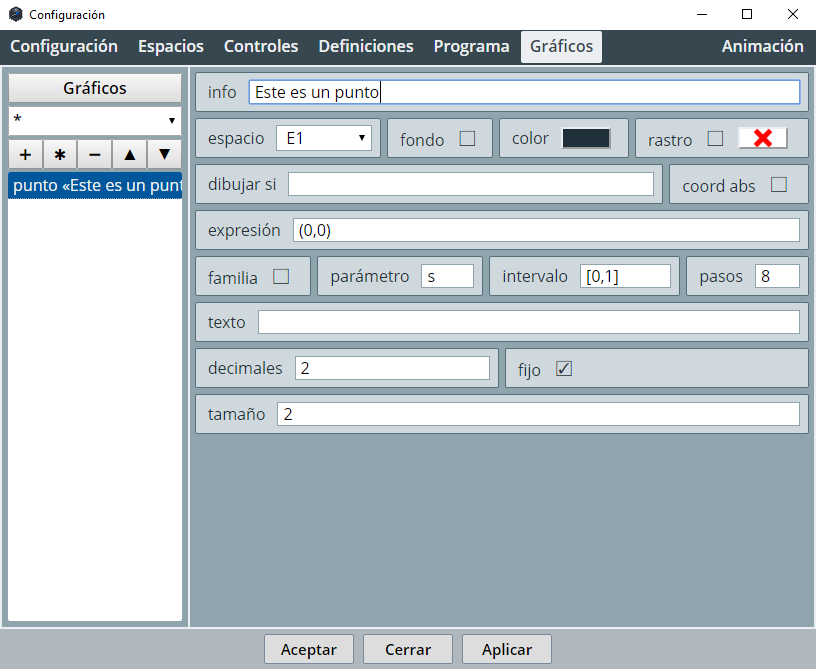 Configuración
Configuración Espacios Controles Definiciones Programa Gráficos Animación
Gráficos
*
+ * − ▲ ▼
punto «Este es un punt
info Este es un punto
espacio E1 fondo color rastro
dibujar si coord abs
expresión (0,0)
familia parámetro s intervalo [0,1] pasos 8
texto
decimales 2 fijo
tamaño 2
Aceptar Cerrar Aplicar